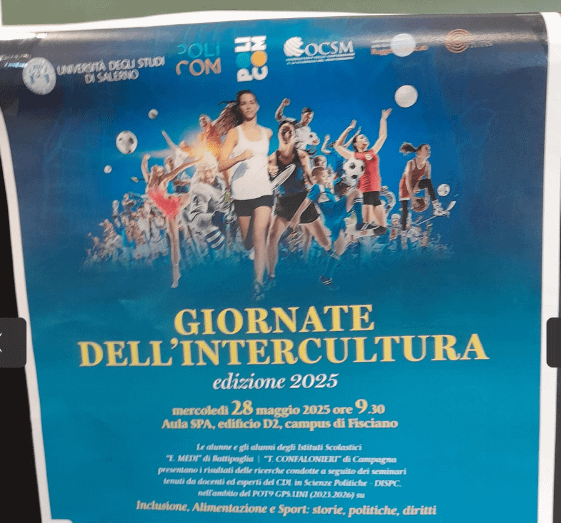 UNIVERSITÀ DEGLI STUDI
DI SALERNO
POLI
COM
OCSM
GIORNATE
DELL'INTERCULTURA
edizione 2025
mercoledì 28 maggio 2025 ore 9.30
Aula SPA, edificio D2, campus di Fisciano
Le alunne e gli alunni degli Istituti Scolastici
"E. MEDI" di Battipaglia | "T. CONFALONIERI" di Campagna
presentano i risultati delle ricerche condotte a seguito dei seminari
tenuti da docenti ed esperti del CDL in Scienze Politiche - DISPC.
nell'ambito del POT9 GPS.UNI (2023.2026) su
Inclusione, Alimentazione e Sport: storie, politiche, diritti